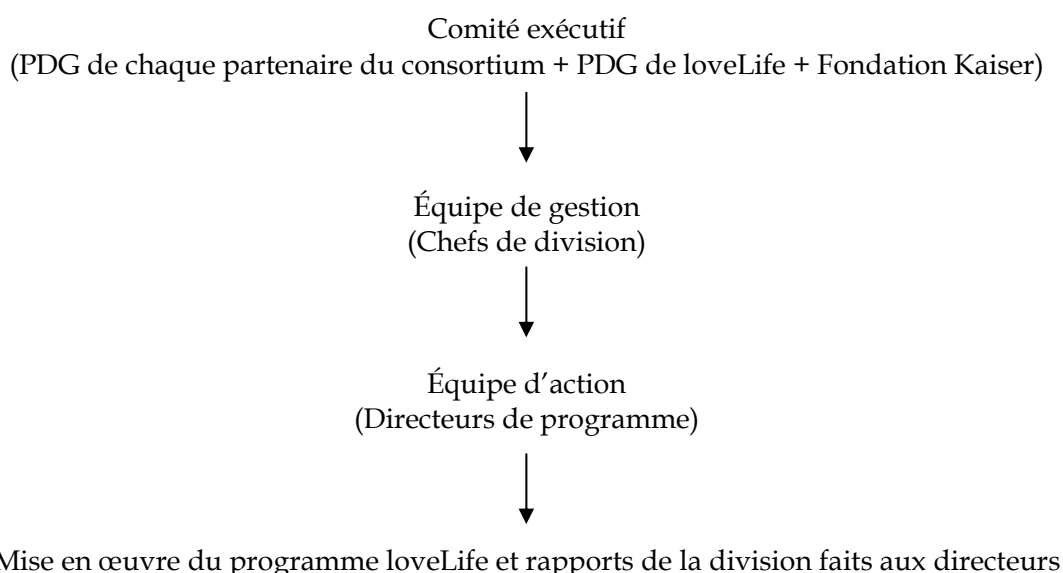 Comité exécutif
(PDG de chaque partenaire du consortium + PDG de loveLife + Fondation Kaiser)
Équipe de gestion
(Chefs de division)
Équipe d’action
(Directeurs de programme)
Mise en œuvre du programme loveLife et rapports de la division faits aux directeurs